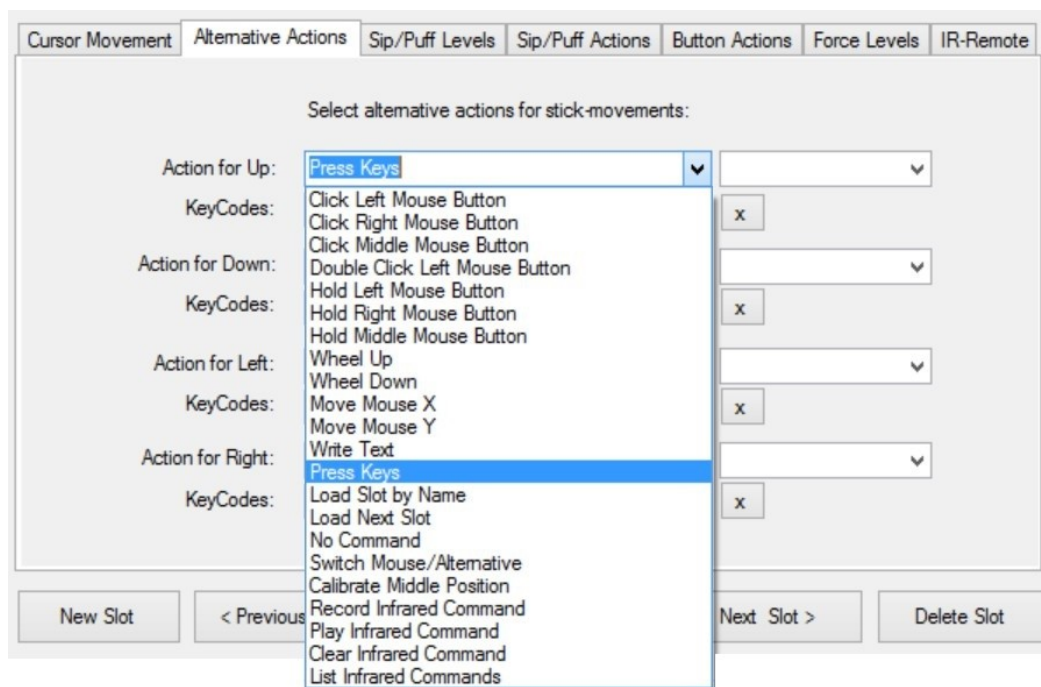 Cursor Movement Alternative Actions Sip/Puff Levels Sip/Puff Actions Button Actions Force Levels IR-Remote
Select alternative actions for stick-movements:
Action for Up: Press Keys
KeyCodes: x
Action for Down:
KeyCodes: x
Action for Left:
KeyCodes: x
Action for Right:
KeyCodes: x
Click Left Mouse Button
Click Right Mouse Button
Click Middle Mouse Button
Double Click Left Mouse Button
Hold Left Mouse Button
Hold Right Mouse Button
Hold Middle Mouse Button
Wheel Up
Wheel Down
Move Mouse X
Move Mouse Y
Write Text
Press Keys
Load Slot by Name
Load Next Slot
No Command
Switch Mouse/Alternative
Calibrate Middle Position
Record Infrared Command
Play Infrared Command
Clear Infrared Command
List Infrared Commands
New Slot < Previous Next Slot > Delete Slot